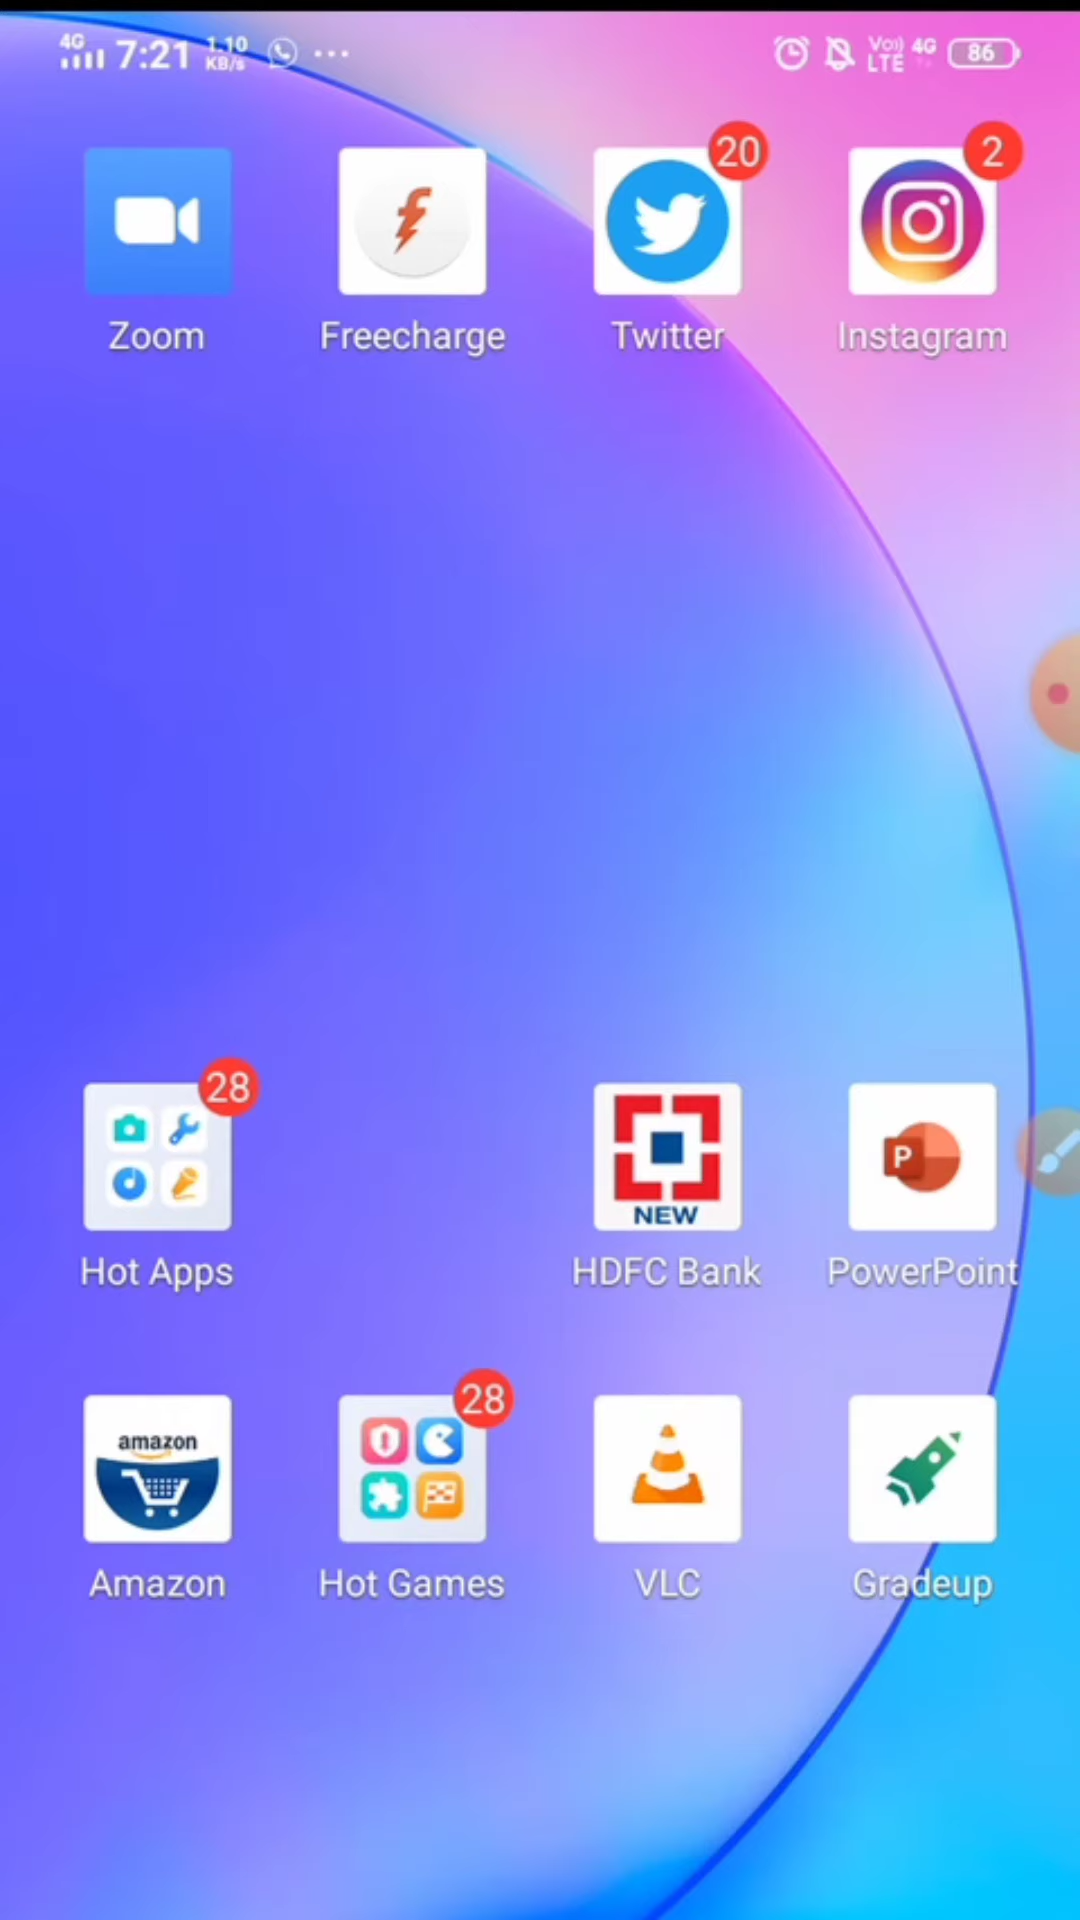 4G 7:21 1.10 KB/s ... VoLTE 4G 86
20 2
Zoom Freecharge Twitter Instagram
28
NEW P
Hot Apps HDFC Bank PowerPoint
28
amazon
Amazon Hot Games VLC Gradeup